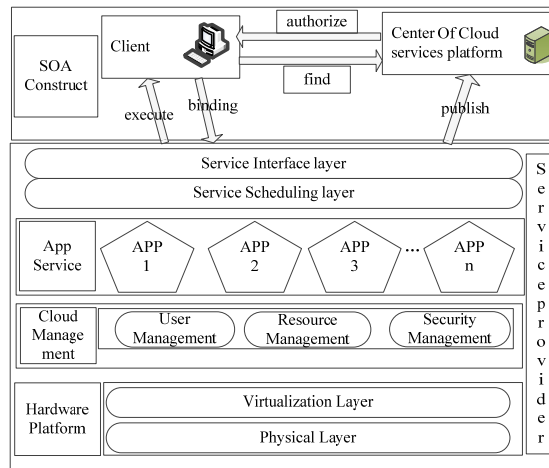 authorize
Client
Center Of Cloud
services platform
SOA
Construct
find
execute
binding
publish
Service Interface layer
Service Scheduling layer
App
Service
APP
1
APP
2
APP
3
...
APP
n
Cloud
Manage
ment
User
Management
Resource
Management
Security
Management
Hardware
Platform
Virtualization Layer
Physical Layer
S
e
r
v
i
c
e
p
r
o
v
i
d
e
r